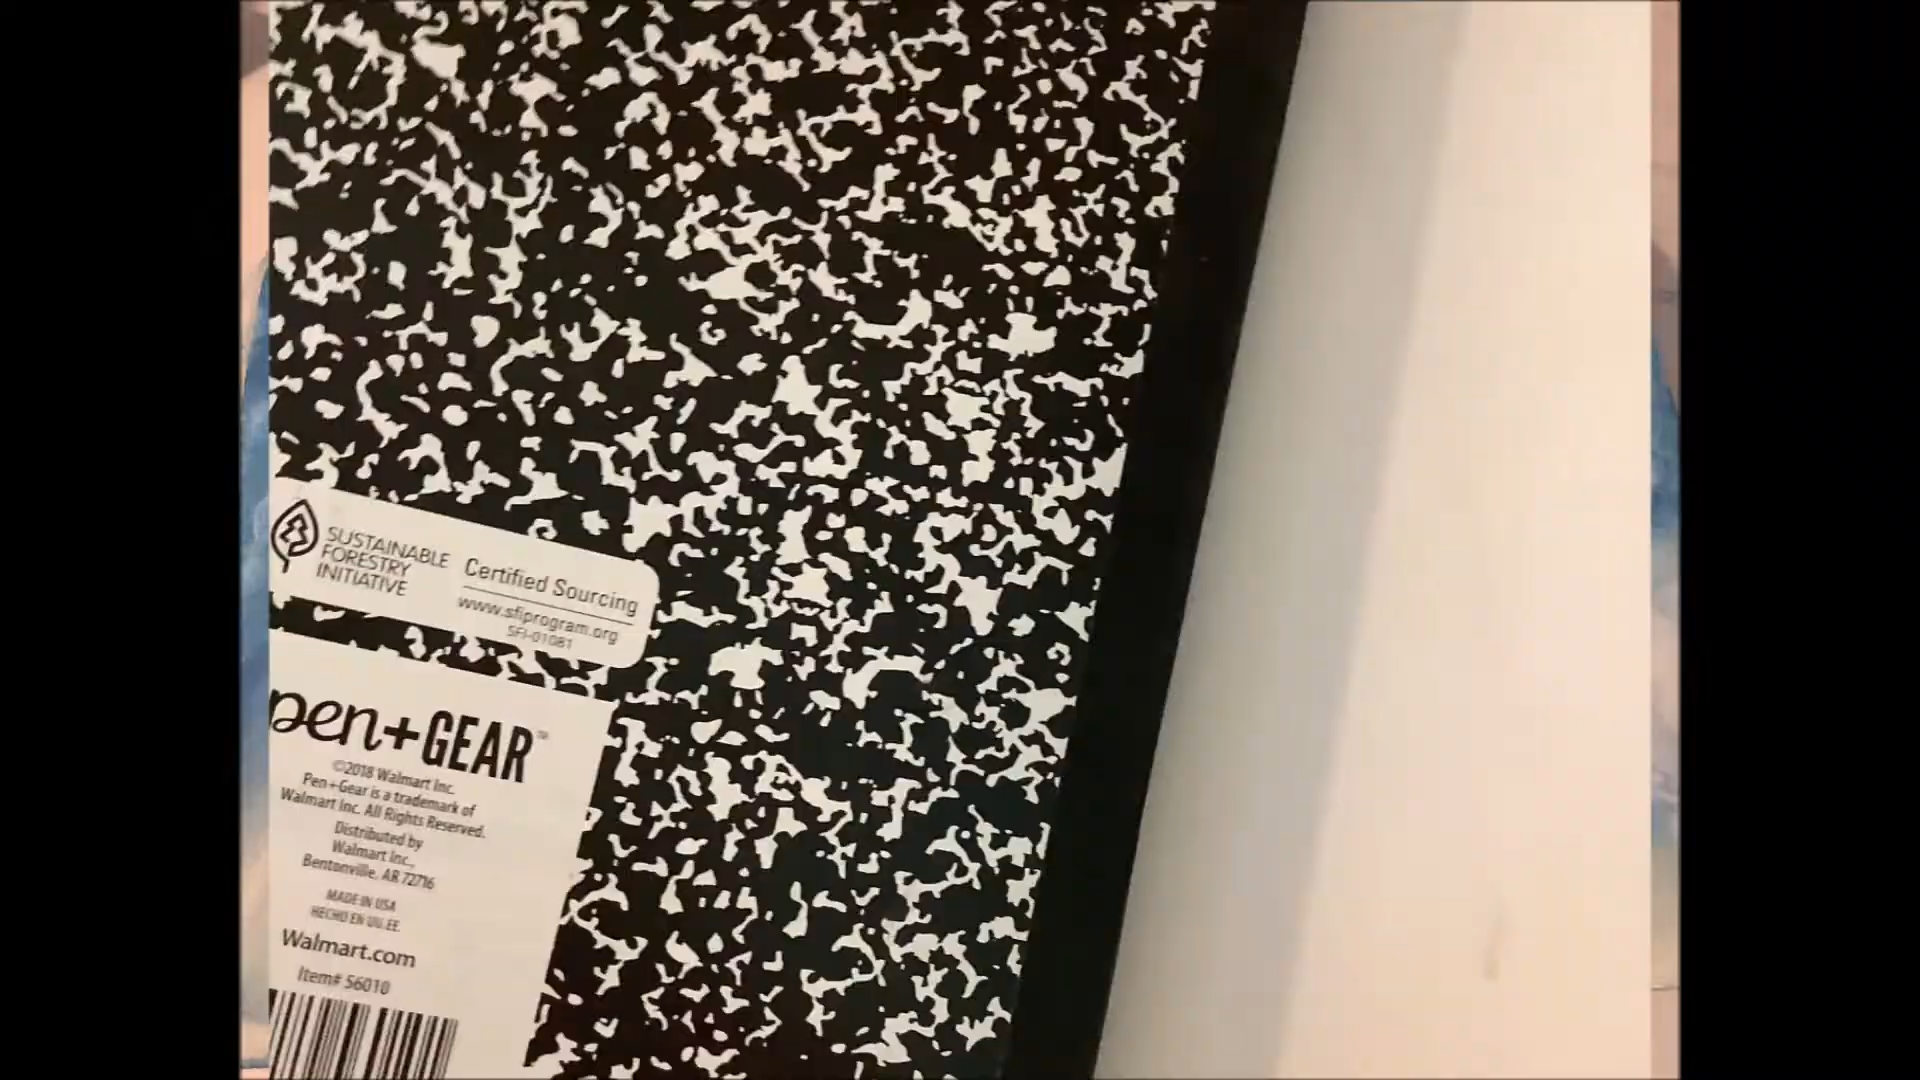 SUSTAINABLE
FORESTRY
INITIATIVE
Certified Sourcing
www.sfiprogram.org
SFI-01081
pen+GEAR™
©2018 Walmart Inc.
Pen+Gear is a trademark of
Walmart Inc. All Rights Reserved.
Distributed by
Walmart Inc.,
Bentonville, AR 72716
MADE IN USA
HECHO EN UU.EE.
Walmart.com
Item# 56010